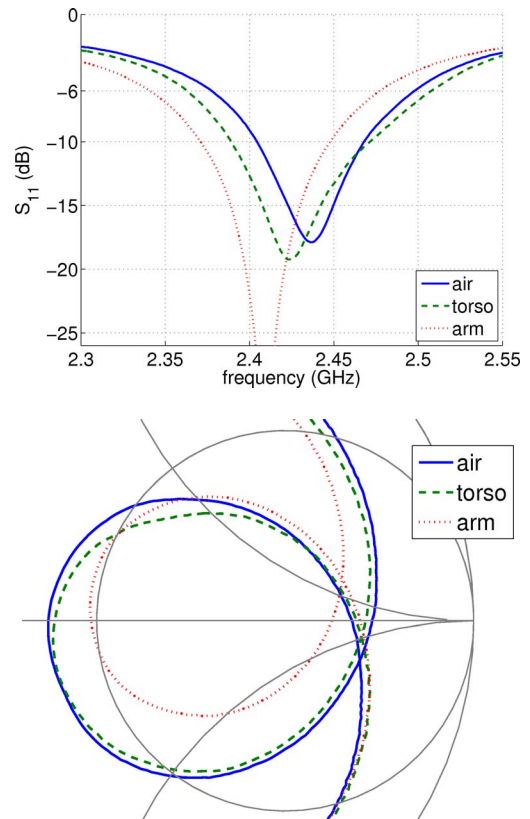 0
-6
-10
-15
-20
-25
S11 (dB)
2.3
2.35
2.4
2.45
2.5
2.55
frequency (GHz)
air
torso
arm
air
torso
arm